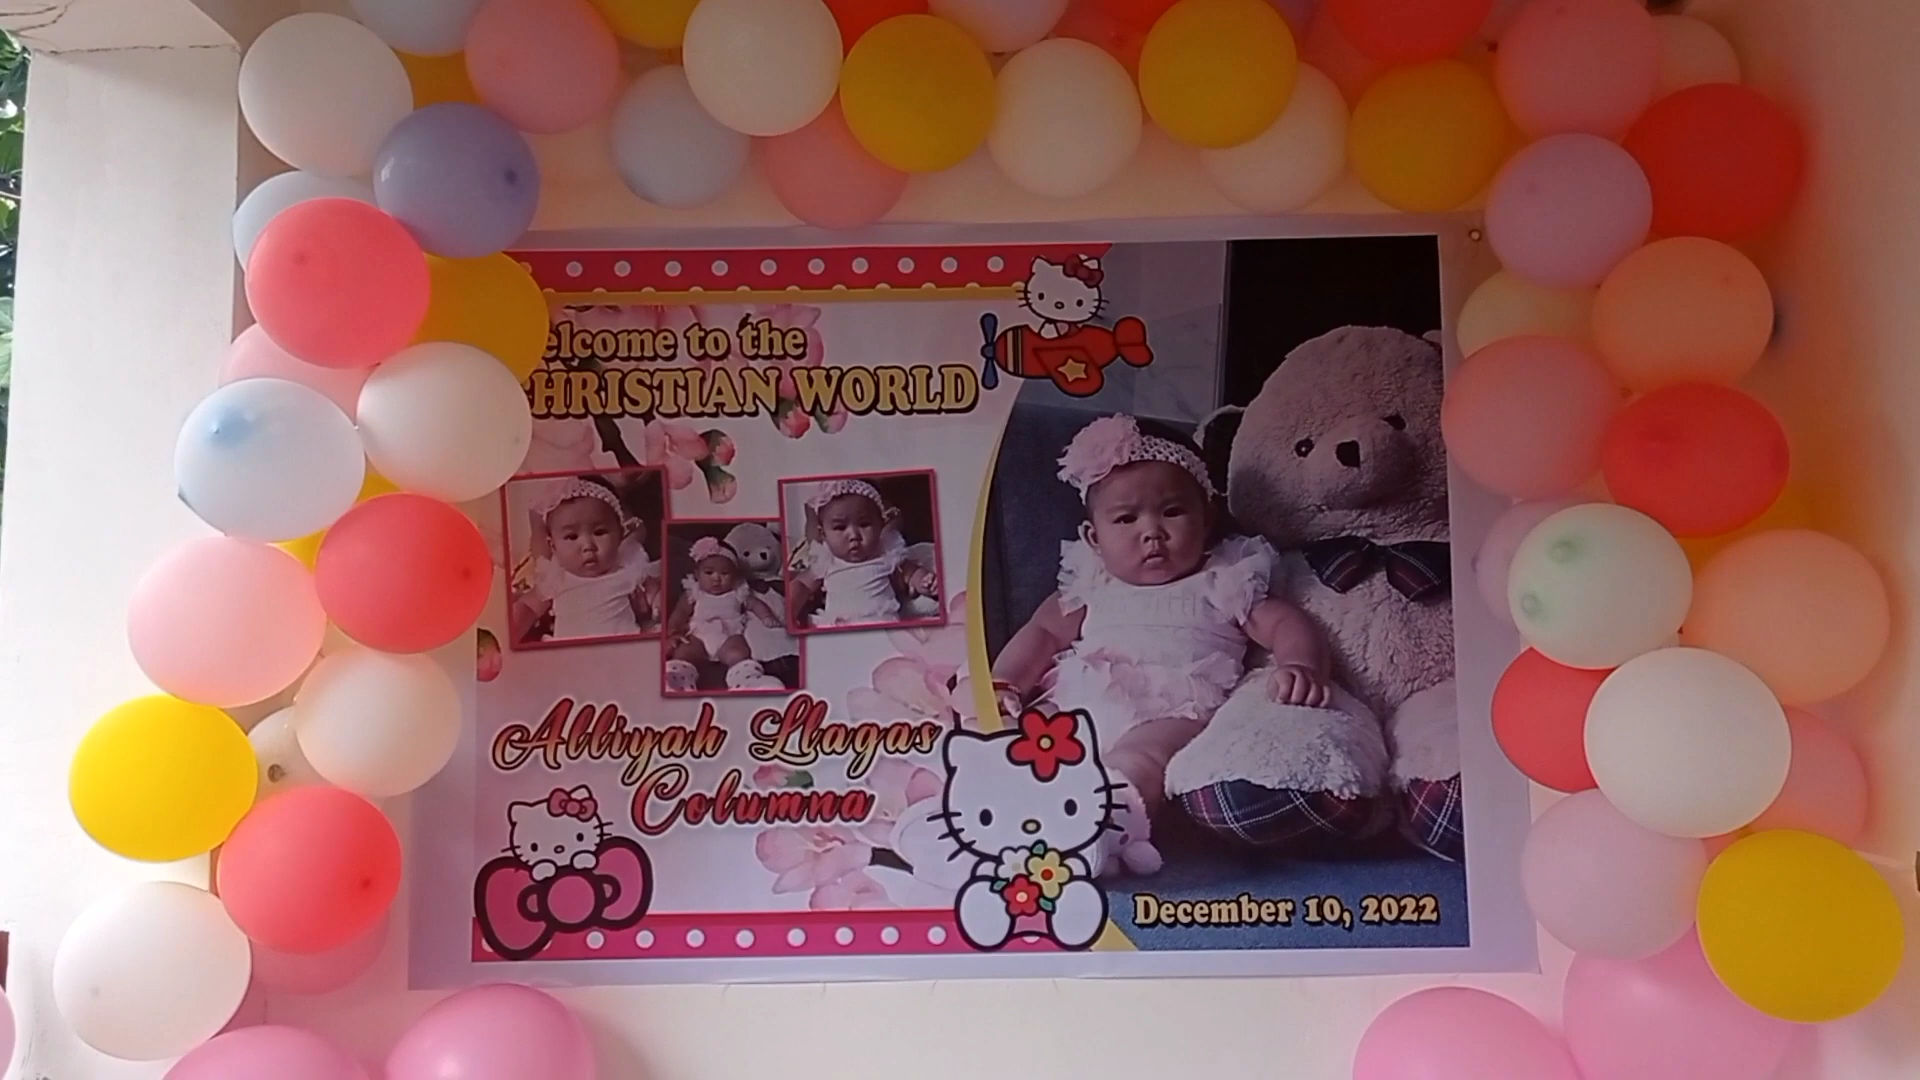 elcome to the
HRISTIAN WORLD
Alliyah Llagas
Columna
December 10, 2022